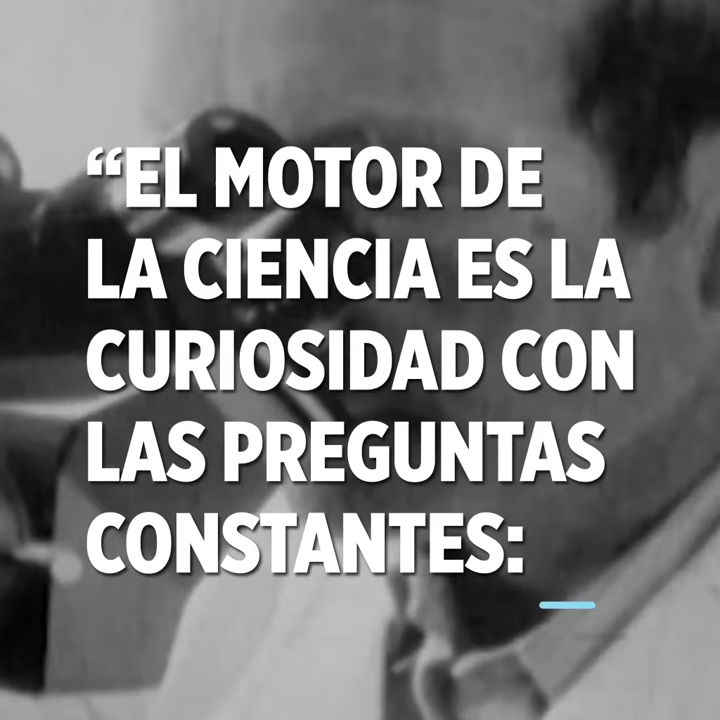 “EL MOTOR DE
LA CIENCIA ES LA
CURIOSIDAD CON
LAS PREGUNTAS
CONSTANTES: